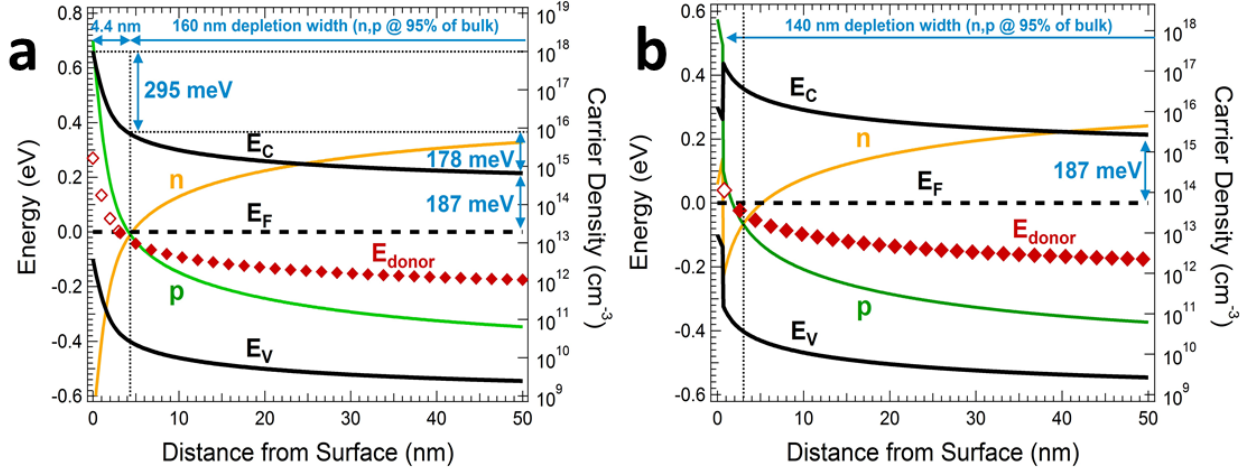 a
4.4 nm
160 nm depletion width (n,p @ 95% of bulk)
0.8
0.6
0.4
0.2
0.0
-0.2
-0.4
-0.6
Energy (eV)
295 meV
178 meV
187 meV
E_C
n
E_F
E_donor
p
E_V
10^19
10^18
10^17
10^16
10^15
10^14
10^13
10^12
10^11
10^10
10^9
Carrier Density (cm^-3)
0
10
20
30
40
50
Distance from Surface (nm)
b
140 nm depletion width (n,p @ 95% of bulk)
0.6
0.4
0.2
0.0
-0.2
-0.4
-0.6
Energy (eV)
187 meV
E_C
n
E_F
E_donor
p
E_V
10^18
10^17
10^16
10^15
10^14
10^13
10^12
10^11
10^10
10^9
Carrier Density (cm^-3)
0
10
20
30
40
50
Distance from Surface (nm)